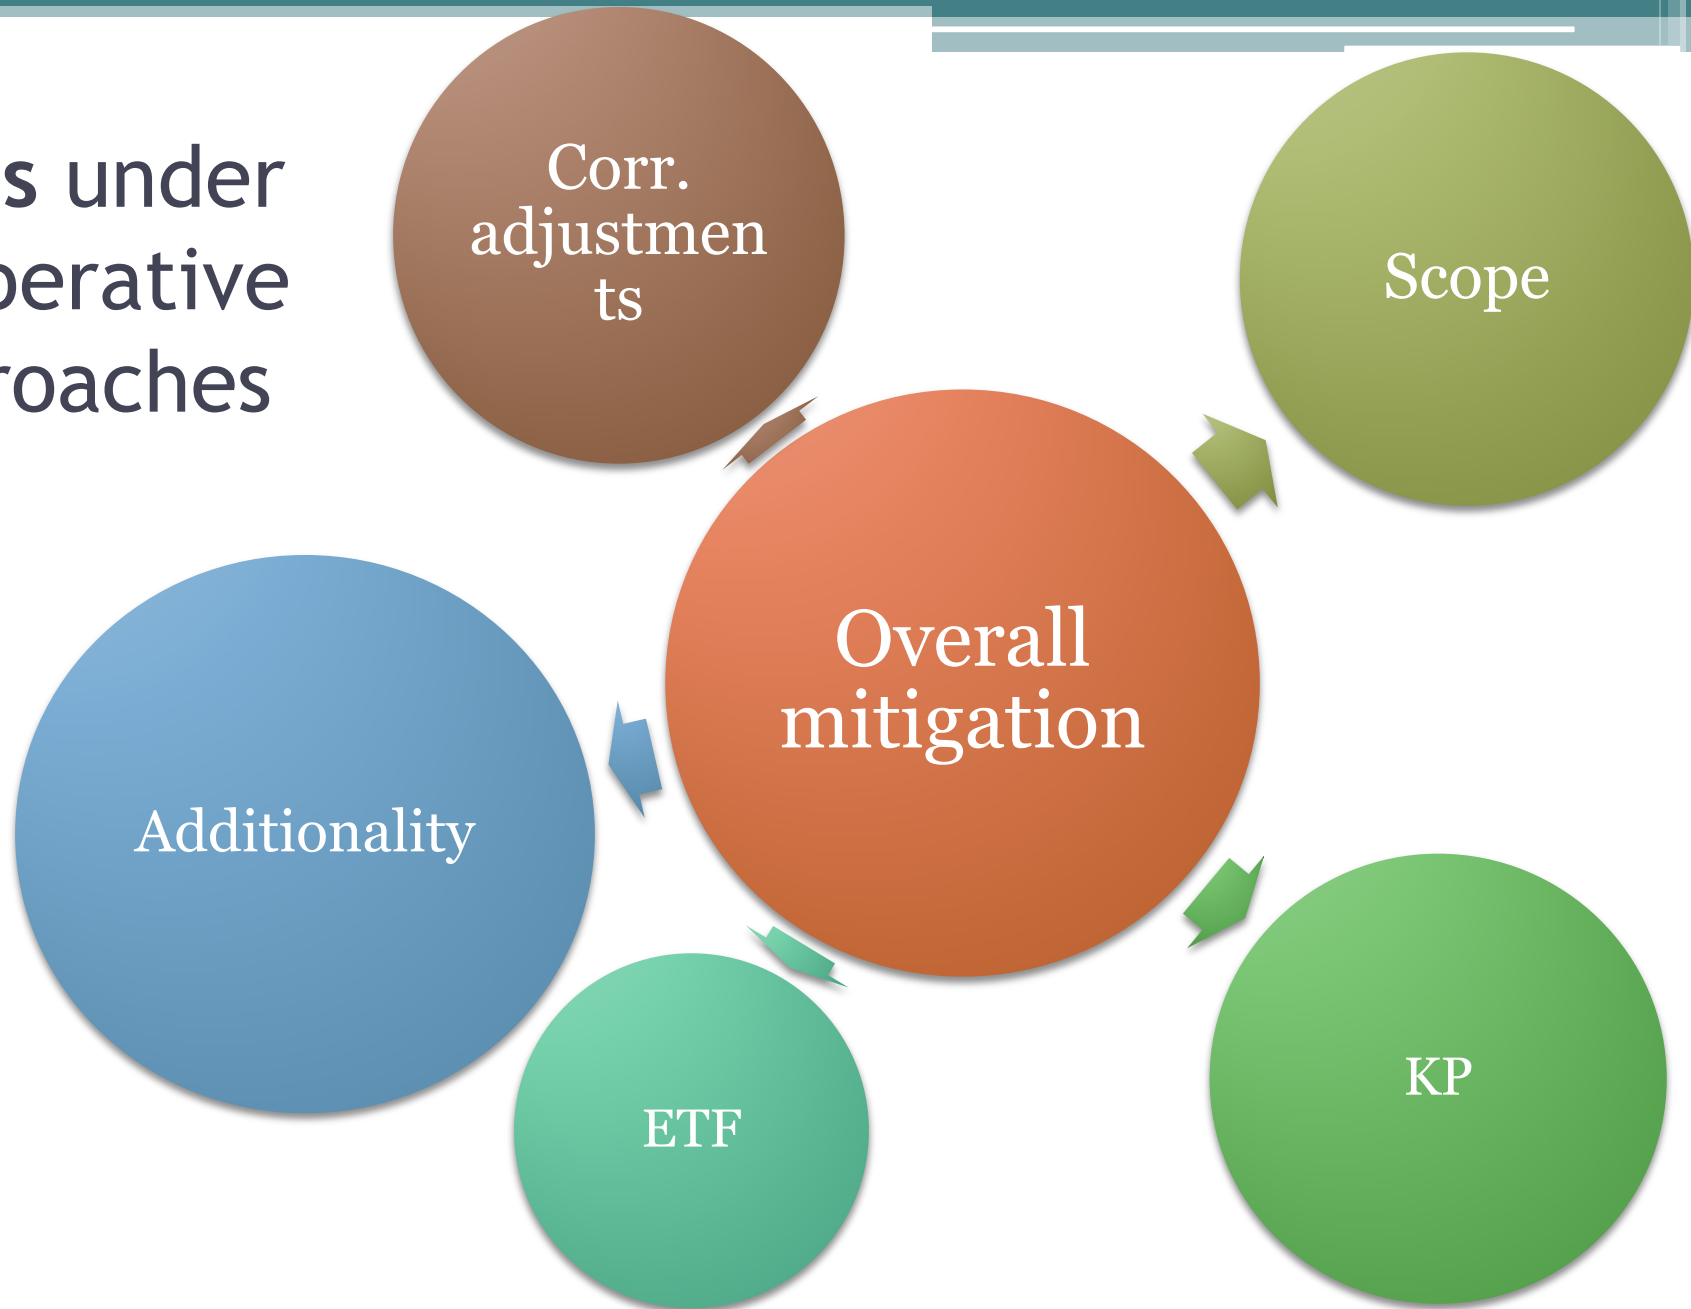 s under
perative
roaches
Corr.
adjustmen
ts
Scope
Overall
mitigation
Additionality
ETF
KP